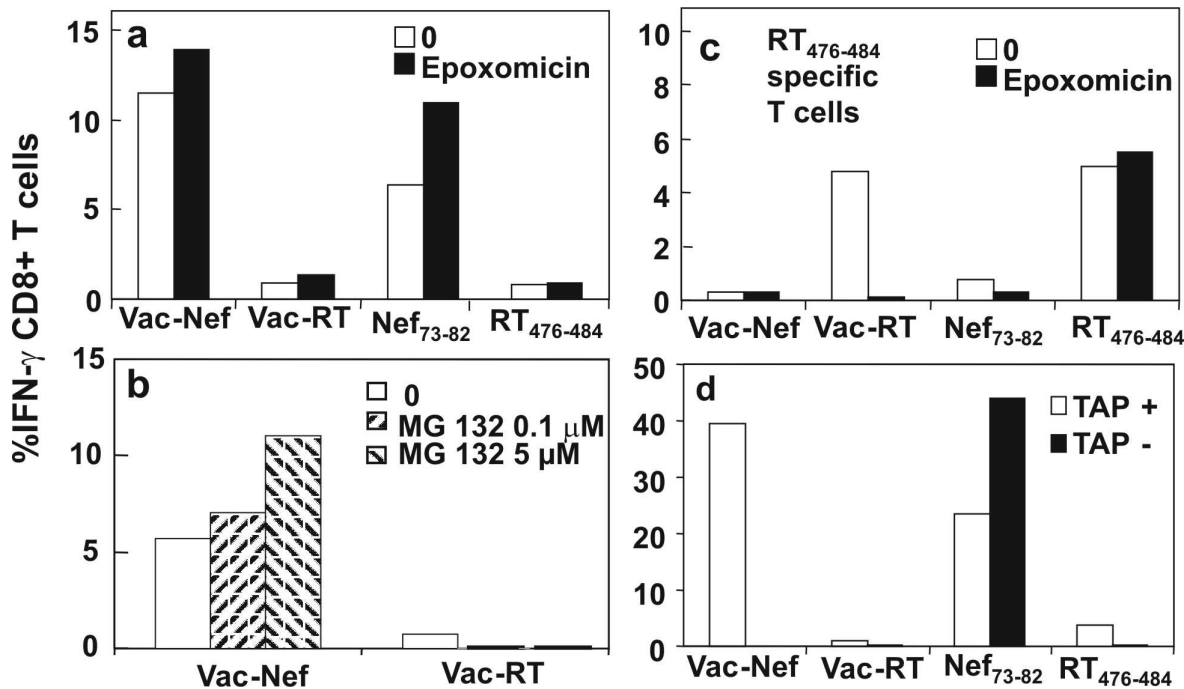 %IFN-γ CD8+ T cells
a
0
Epoxomicin
15
10
5
0
Vac-Nef Vac-RT Nef73-82 RT476-484
b
0
MG 132 0.1 μM
MG 132 5 μM
15
10
5
0
Vac-Nef Vac-RT
c
RT476-484
specific
T cells
0
Epoxomicin
10
8
6
4
2
0
Vac-Nef Vac-RT Nef73-82 RT476-484
d
TAP +
TAP -
50
40
30
20
10
0
Vac-Nef Vac-RT Nef73-82 RT476-484